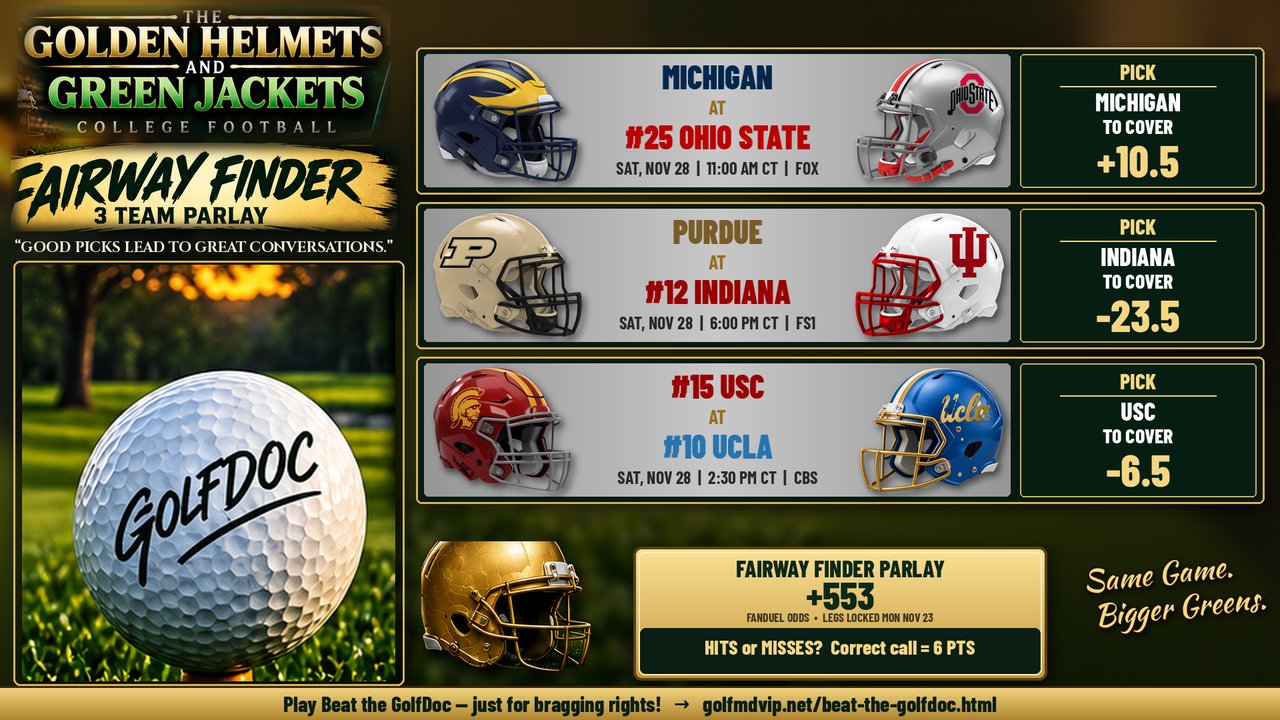 THE
GOLDEN HELMETS
AND
GREEN JACKETS
COLLEGE FOOTBALL
FAIRWAY FINDER
3 TEAM PARLAY
“GOOD PICKS LEAD TO GREAT CONVERSATIONS.”
GOLFDOC
MICHIGAN
AT
#25 OHIO STATE
SAT, NOV 28 | 11:00 AM CT | FOX
OHIO STATE
PICK
MICHIGAN
TO COVER
+10.5
P
PURDUE
AT
#12 INDIANA
SAT, NOV 28 | 6:00 PM CT | FS1
IU
PICK
INDIANA
TO COVER
-23.5
#15 USC
AT
#10 UCLA
SAT, NOV 28 | 2:30 PM CT | CBS
Ucla
PICK
USC
TO COVER
-6.5
FAIRWAY FINDER PARLAY
+553
FANDUEL ODDS • LEGS LOCKED MON NOV 23
HITS or MISSES? Correct call = 6 PTS
Same Game.
Bigger Greens.
Play Beat the GolfDoc – just for bragging rights! → golfmdvip.net/beat-the-golfdoc.html